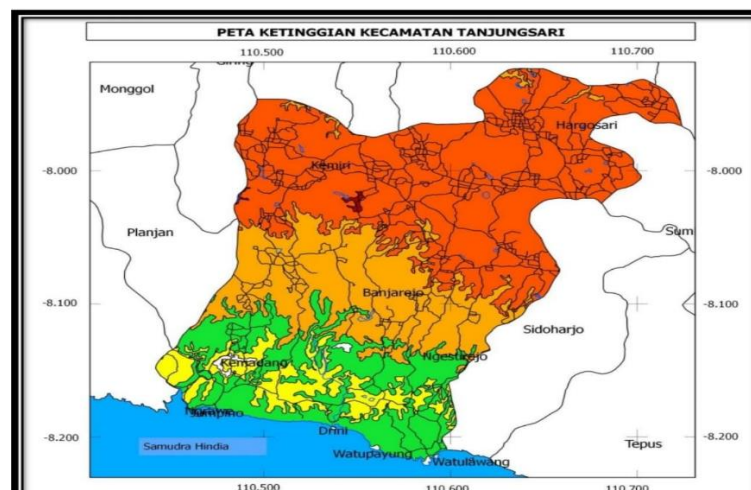 PETA KETINGGIAN KECAMATAN TANJUNGSARI
110.500 110.600 110.700
Giring
Monggol
Hargosari
-8.000 Kemiri -8.000
Planjan
Sum
Banjarejo
-8.100 -8.100
Sidoharjo
Ngestirejo
Kemadang
Ngrawe
-8.200 Drini -8.200
Samudra Hindia
Watupayung
Tepus
Watulawang
110.500 110.600 110.700